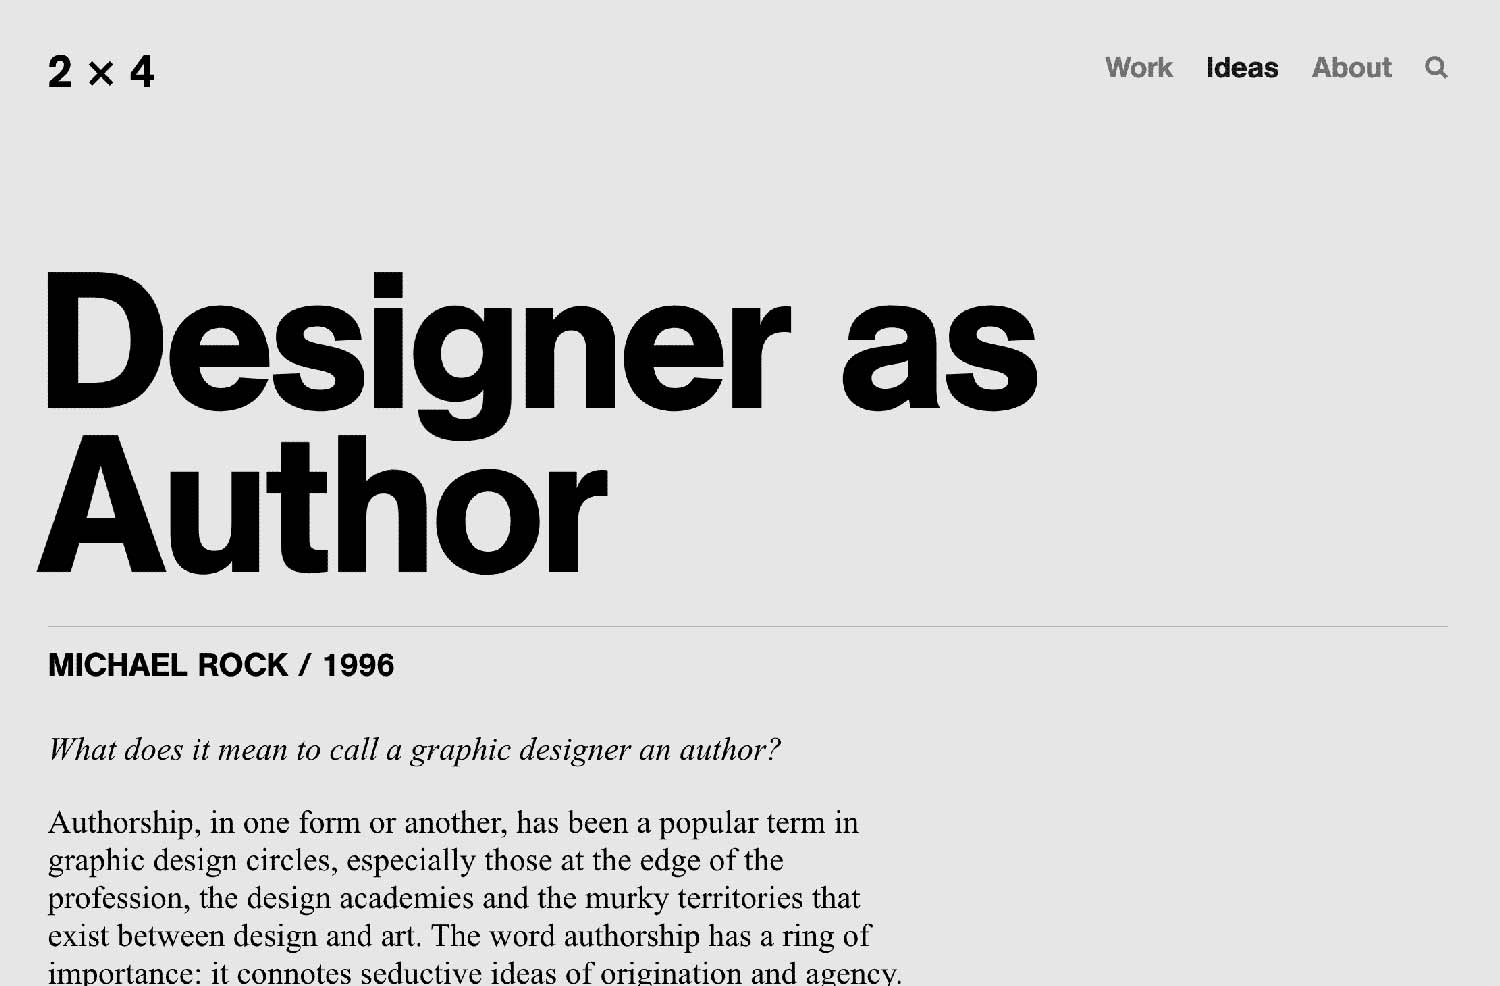 2 × 4
Work Ideas About
Designer as
Author
MICHAEL ROCK / 1996
What does it mean to call a graphic designer an author?
Authorship, in one form or another, has been a popular term in
graphic design circles, especially those at the edge of the
profession, the design academies and the murky territories that
exist between design and art. The word authorship has a ring of
importance: it connotes seductive ideas of origination and agency.